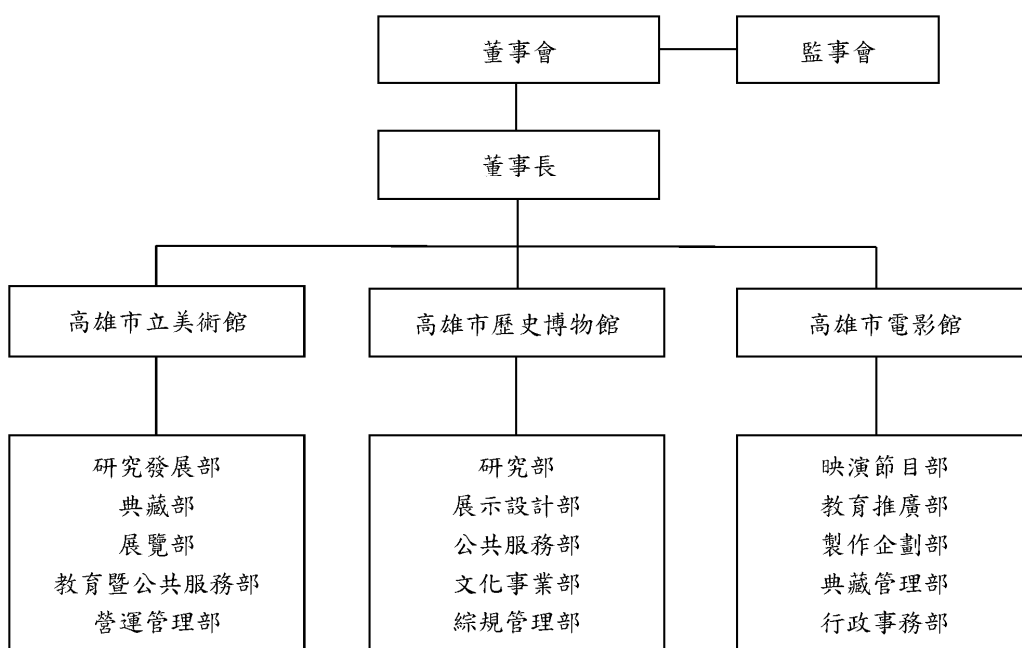 董事會
監事會
董事長
高雄市立美術館
高雄市歷史博物館
高雄市電影館
研究發展部
典藏部
展覽部
教育暨公共服務部
營運管理部
研究部
展示設計部
公共服務部
文化事業部
綜規管理部
映演節目部
教育推廣部
製作企劃部
典藏管理部
行政事務部